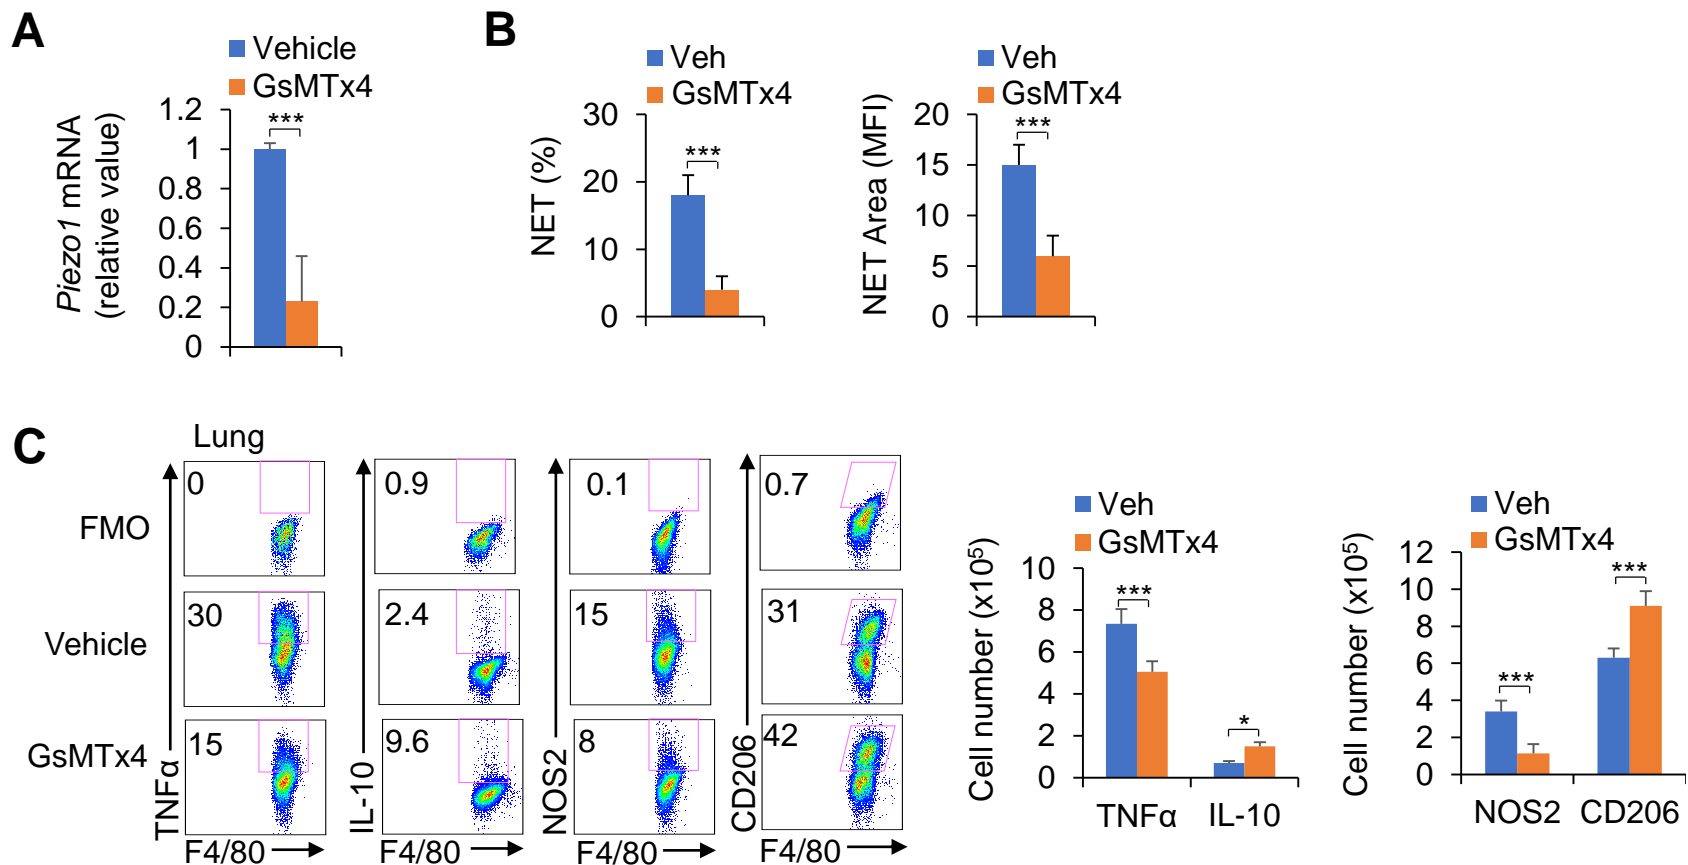 A
Vehicle
GsMTx4
Piezo1 mRNA
(relative value)
1.2
1
0.8
0.6
0.4
0.2
0
***
B
Veh
GsMTx4
NET (%)
30
20
10
0
***
Veh
GsMTx4
NET Area (MFI)
20
15
10
5
0
***
C
Lung
FMO
0
0.9
0.1
0.7
Vehicle
30
2.4
15
31
GsMTx4
15
9.6
8
42
TNFα
IL-10
NOS2
CD206
F4/80
F4/80
F4/80
F4/80
Veh
GsMTx4
Cell number (x10⁵)
10
8
6
4
2
0
***
*
TNFα IL-10
Veh
GsMTx4
Cell number (x10⁵)
12
10
8
6
4
2
0
***
***
NOS2 CD206